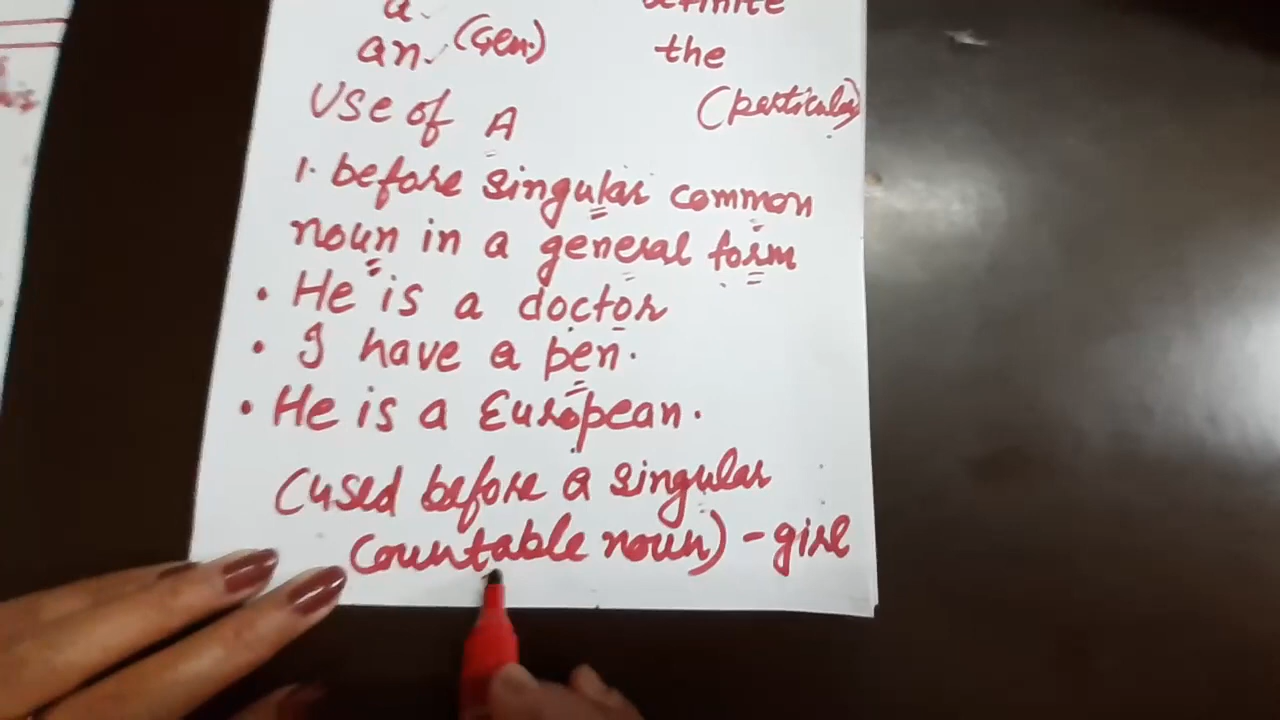 a. definite
an. (Gen.) the
Use of A (particular)
1. before singular common
noun in a general form
• He is a doctor
• I have a pen.
• He is a European.
(used before a singular
countable noun) - girl